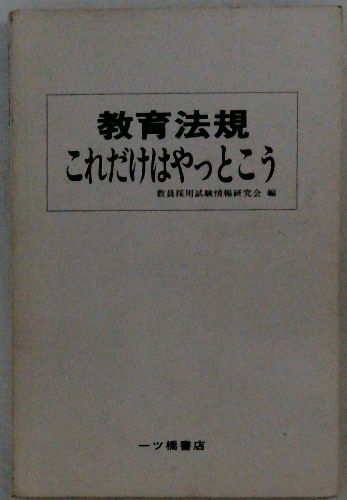 教育法規
これだけはやっとこう
教員採用試験情報研究会 編
一ツ橋書店